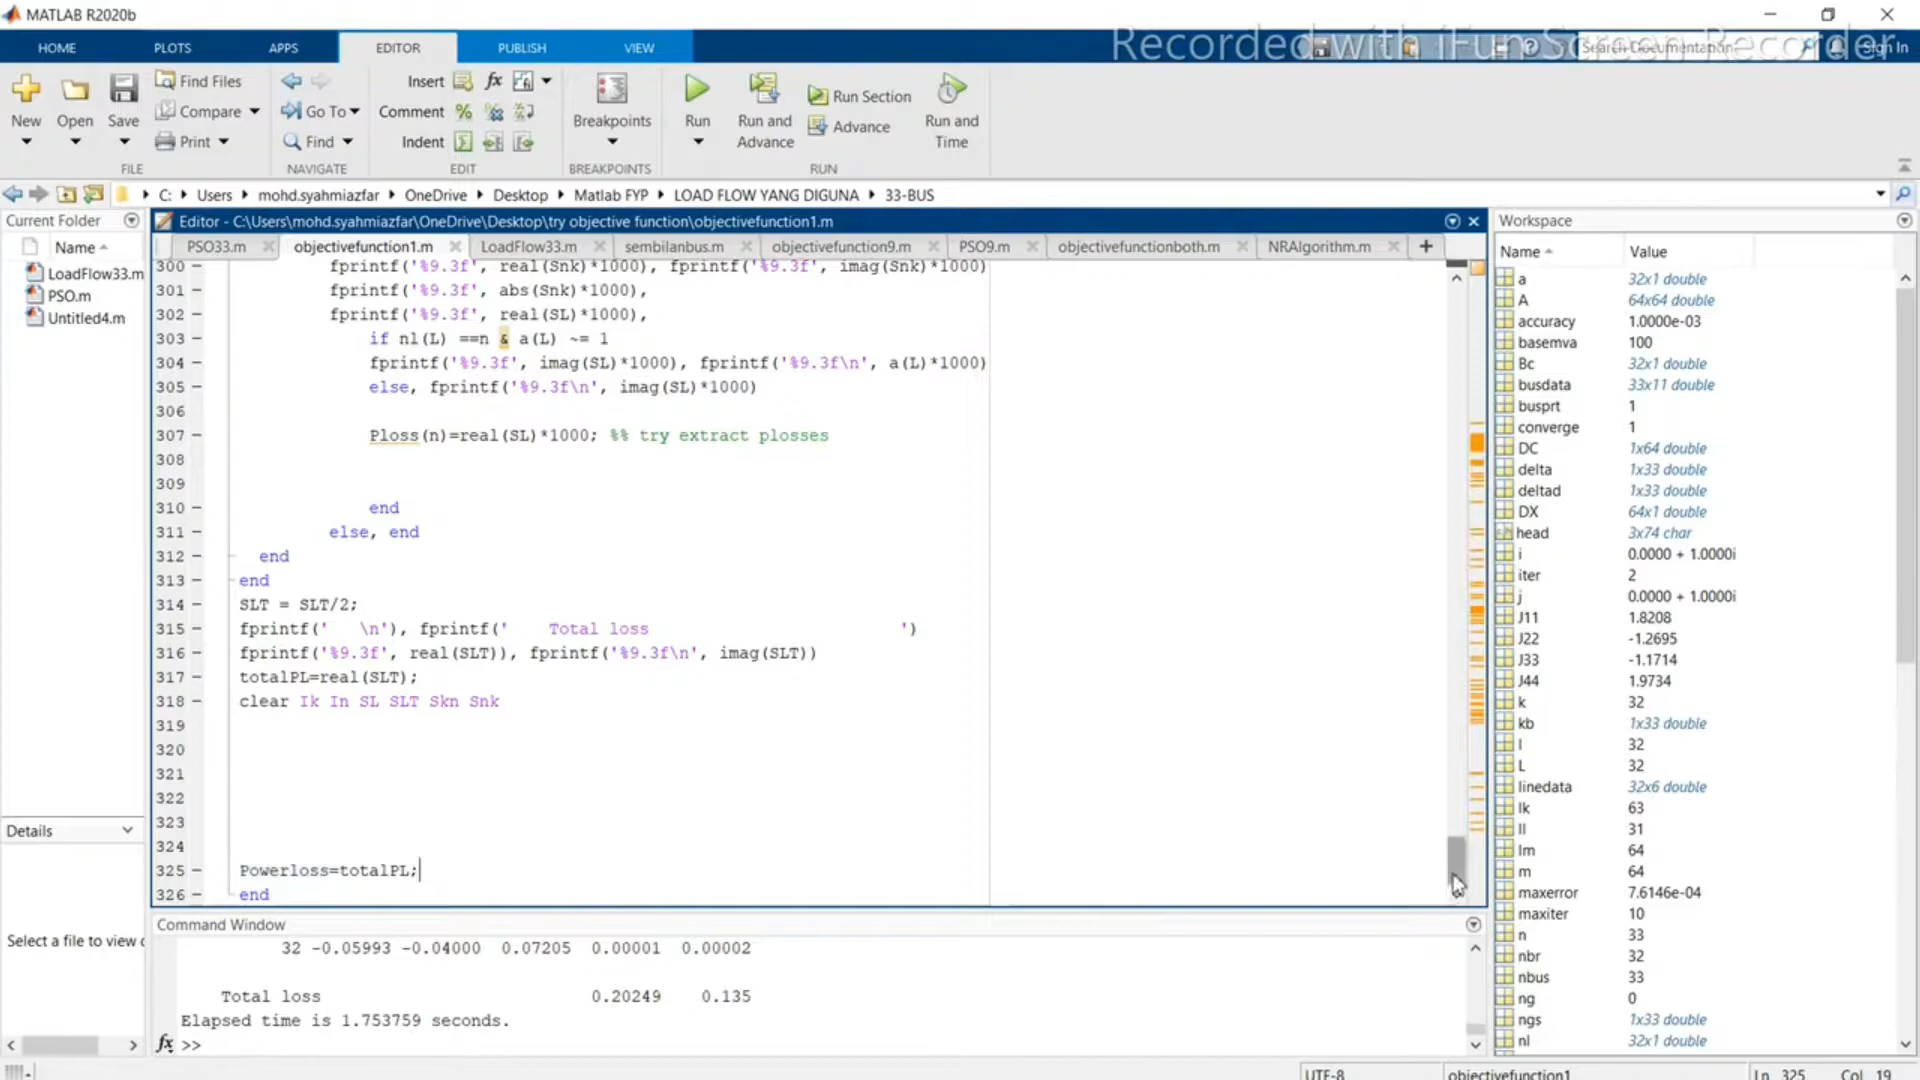 MATLAB R2020b
Recorded with iFun Screen Recorder
HOME PLOTS APPS EDITOR PUBLISH VIEW Search Documentation Sign In
New Open Save Find Files Compare Print
Go To Find
Insert Comment Indent
Breakpoints Run Run and Advance Run Section Advance Run and Time
FILE NAVIGATE EDIT BREAKPOINTS RUN
C: Users mohd.syahmiazfar OneDrive Desktop Matlab FYP LOAD FLOW YANG DIGUNA 33-BUS
Current Folder
Name
LoadFlow33.m
PSO.m
Untitled4.m
Details
Select a file to view
Editor - C:\Users\mohd.syahmiazfar\OneDrive\Desktop\try objective function\objectivefunction1.m
PSO33.m objectivefunction1.m LoadFlow33.m sembilanbus.m objectivefunction9.m PSO9.m objectivefunctionboth.m NRAlgorithm.m
300 fprintf('%9.3f', real(Snk)*1000), fprintf('%9.3f', imag(Snk)*1000)
301 fprintf('%9.3f', abs(Snk)*1000),
302 fprintf('%9.3f', real(SL)*1000),
303 if nl(L) ==n & a(L) ~= 1
304 fprintf('%9.3f', imag(SL)*1000), fprintf('%9.3f\n', a(L)*1000)
305 else, fprintf('%9.3f\n', imag(SL)*1000)
306
307 Ploss(n)=real(SL)*1000; %% try extract plosses
308
309
310 end
311 else, end
312 end
313 end
314 SLT = SLT/2;
315 fprintf('   \n'), fprintf('    Total loss                         ')
316 fprintf('%9.3f', real(SLT)), fprintf('%9.3f\n', imag(SLT))
317 totalPL=real(SLT);
318 clear Ik In SL SLT Skn Snk
319
320
321
322
323
324
325 Powerloss=totalPL;
326 end
Command Window
32 -0.05993 -0.04000 0.07205 0.00001 0.00002
Total loss 0.20249 0.135
Elapsed time is 1.753759 seconds.
fx >>
Workspace
Name Value
a 32x1 double
A 64x64 double
accuracy 1.0000e-03
basemva 100
Bc 32x1 double
busdata 33x11 double
busprt 1
converge 1
DC 1x64 double
delta 1x33 double
deltad 1x33 double
DX 64x1 double
head 3x74 char
i 0.0000 + 1.0000i
iter 2
j 0.0000 + 1.0000i
J11 1.8208
J22 -1.2695
J33 -1.1714
J44 1.9734
k 32
kb 1x33 double
l 32
L 32
linedata 32x6 double
lk 63
ll 31
lm 64
m 64
maxerror 7.6146e-04
maxiter 10
n 33
nbr 32
nbus 33
ng 0
ngs 1x33 double
nl 32x1 double
UTF-8 objectivefunction1 Ln 325 Col 19